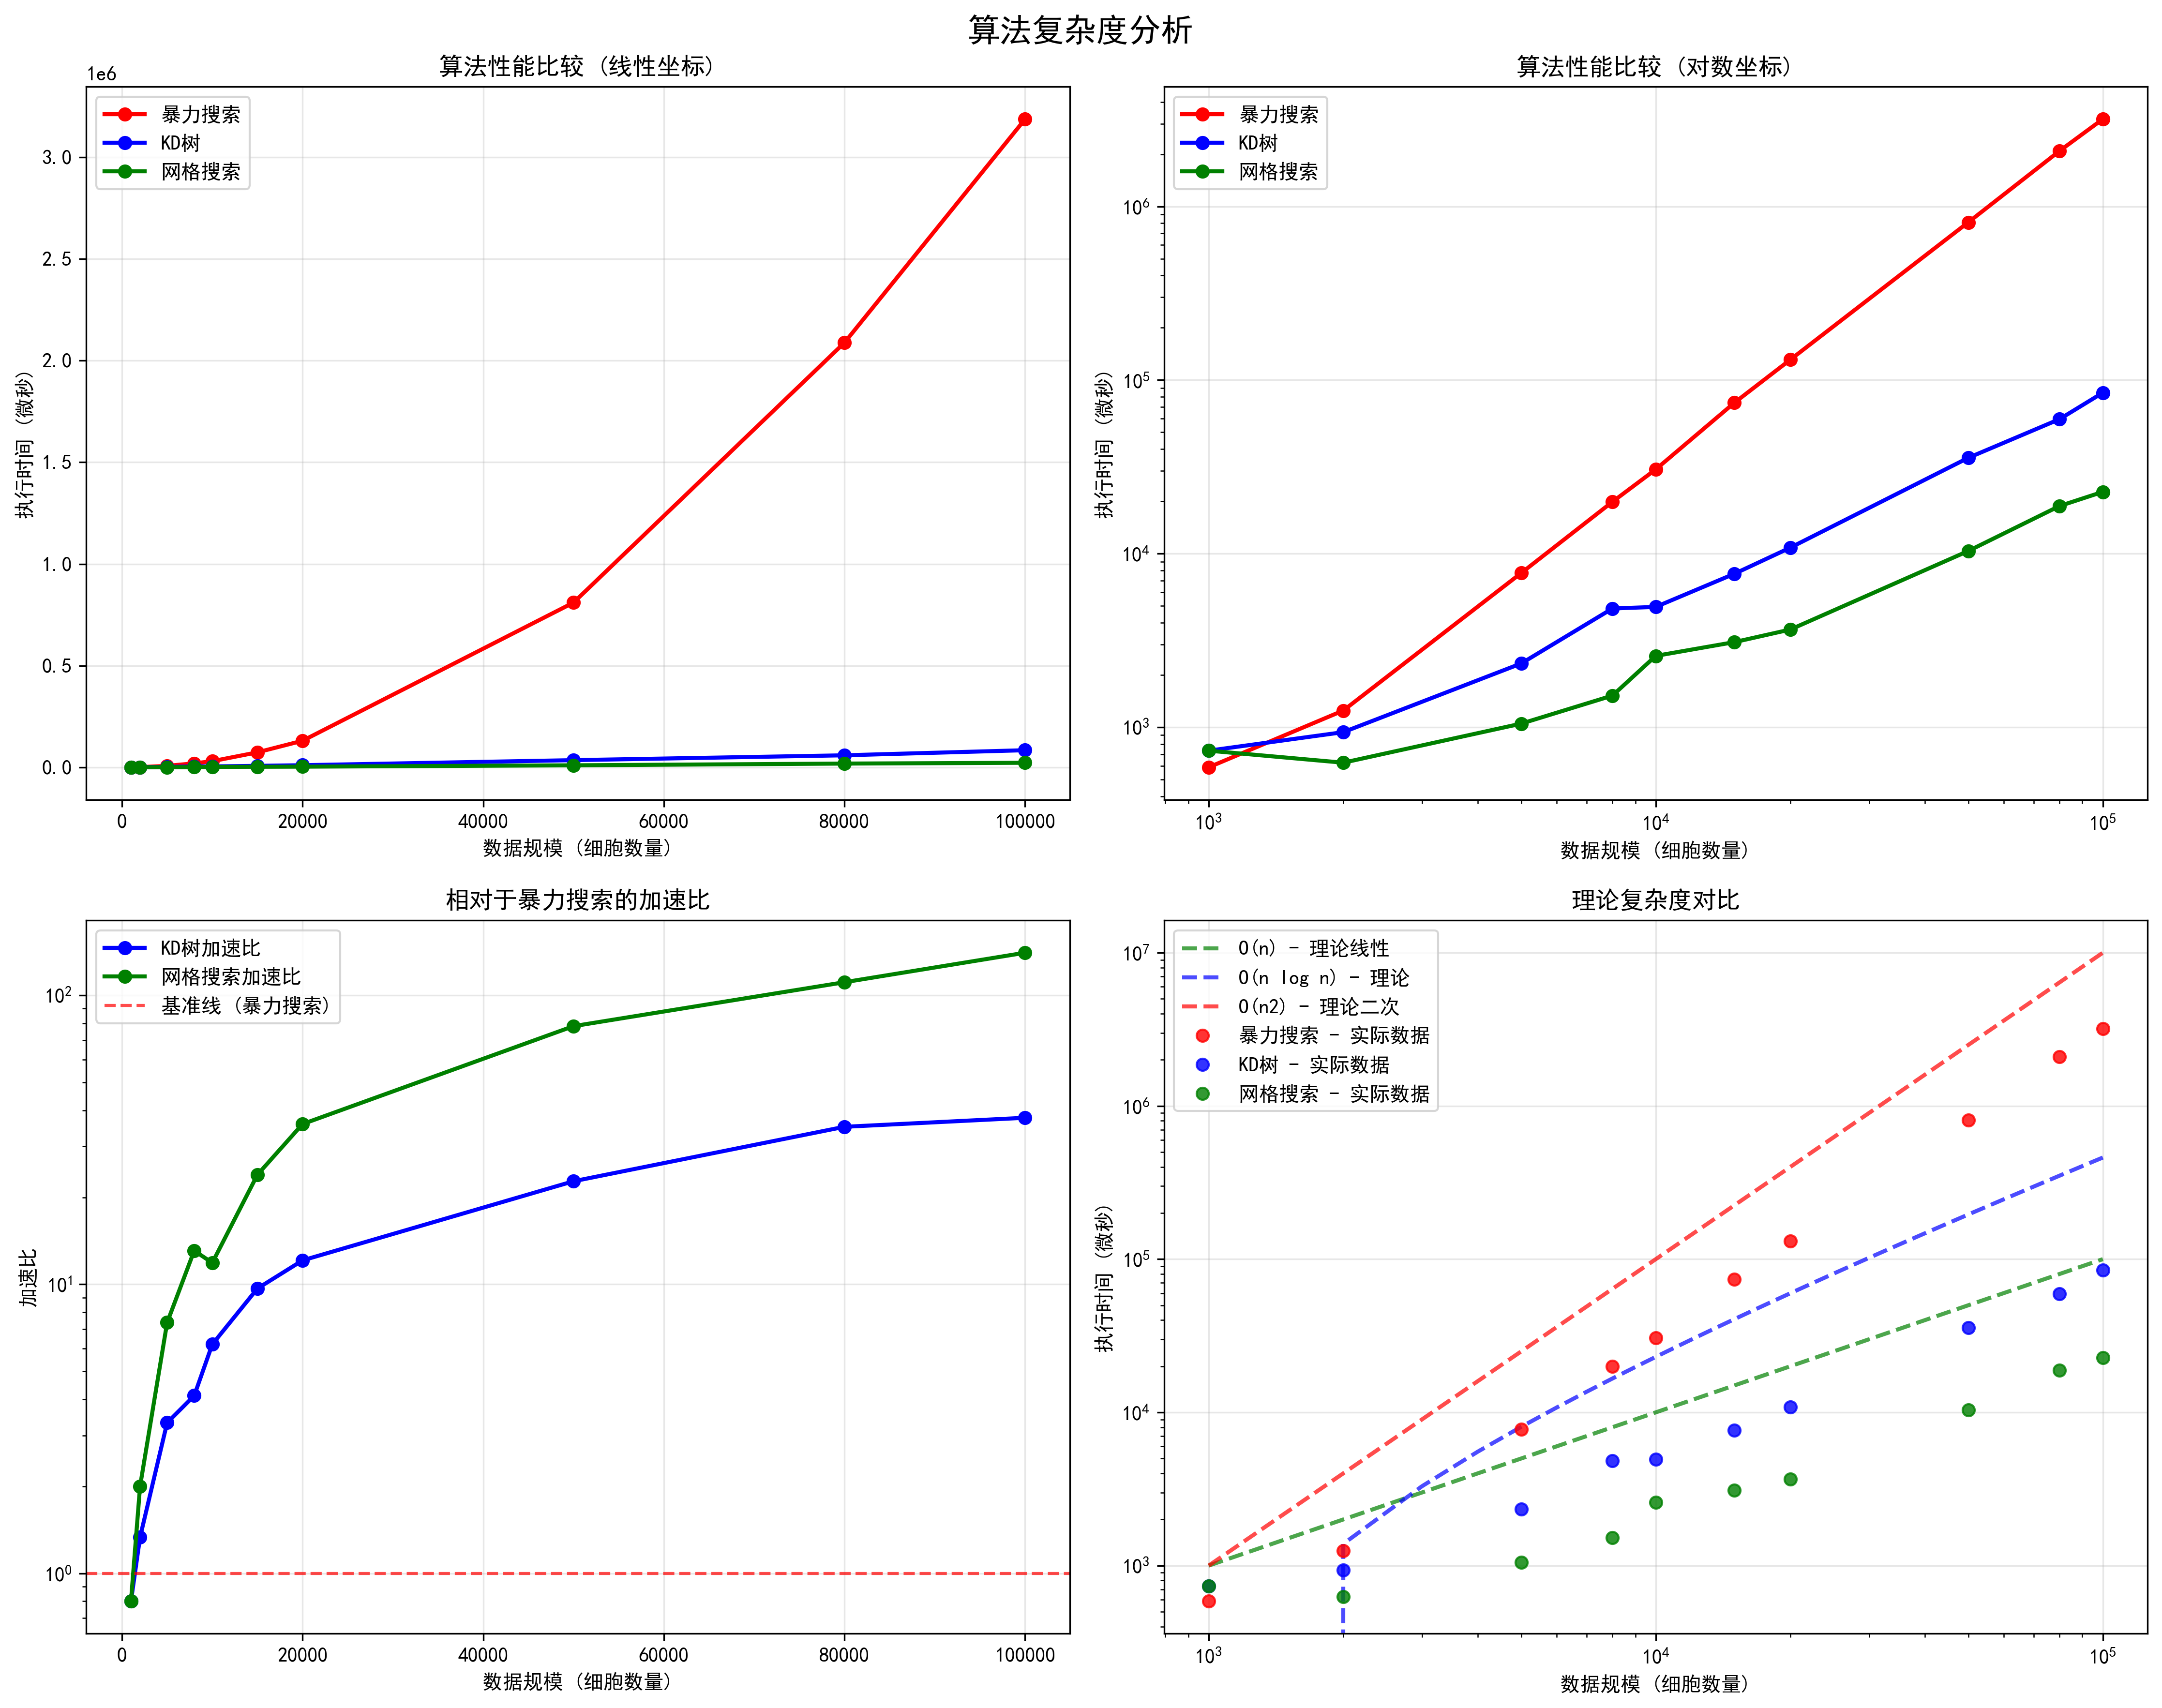 算法复杂度分析
算法性能比较 (线性坐标)
1e6
暴力搜索
KD树
网格搜索
3.0
2.5
2.0
1.5
1.0
0.5
0.0
执行时间 (微秒)
0 20000 40000 60000 80000 100000
数据规模 (细胞数量)
算法性能比较 (对数坐标)
暴力搜索
KD树
网格搜索
10⁶
10⁵
10⁴
10³
执行时间 (微秒)
10³ 10⁴ 10⁵
数据规模 (细胞数量)
相对于暴力搜索的加速比
KD树加速比
网格搜索加速比
基准线 (暴力搜索)
10²
10¹
10⁰
加速比
0 20000 40000 60000 80000 100000
数据规模 (细胞数量)
理论复杂度对比
O(n) - 理论线性
O(n log n) - 理论
O(n2) - 理论二次
暴力搜索 - 实际数据
KD树 - 实际数据
网格搜索 - 实际数据
10⁷
10⁶
10⁵
10⁴
10³
执行时间 (微秒)
10³ 10⁴ 10⁵
数据规模 (细胞数量)